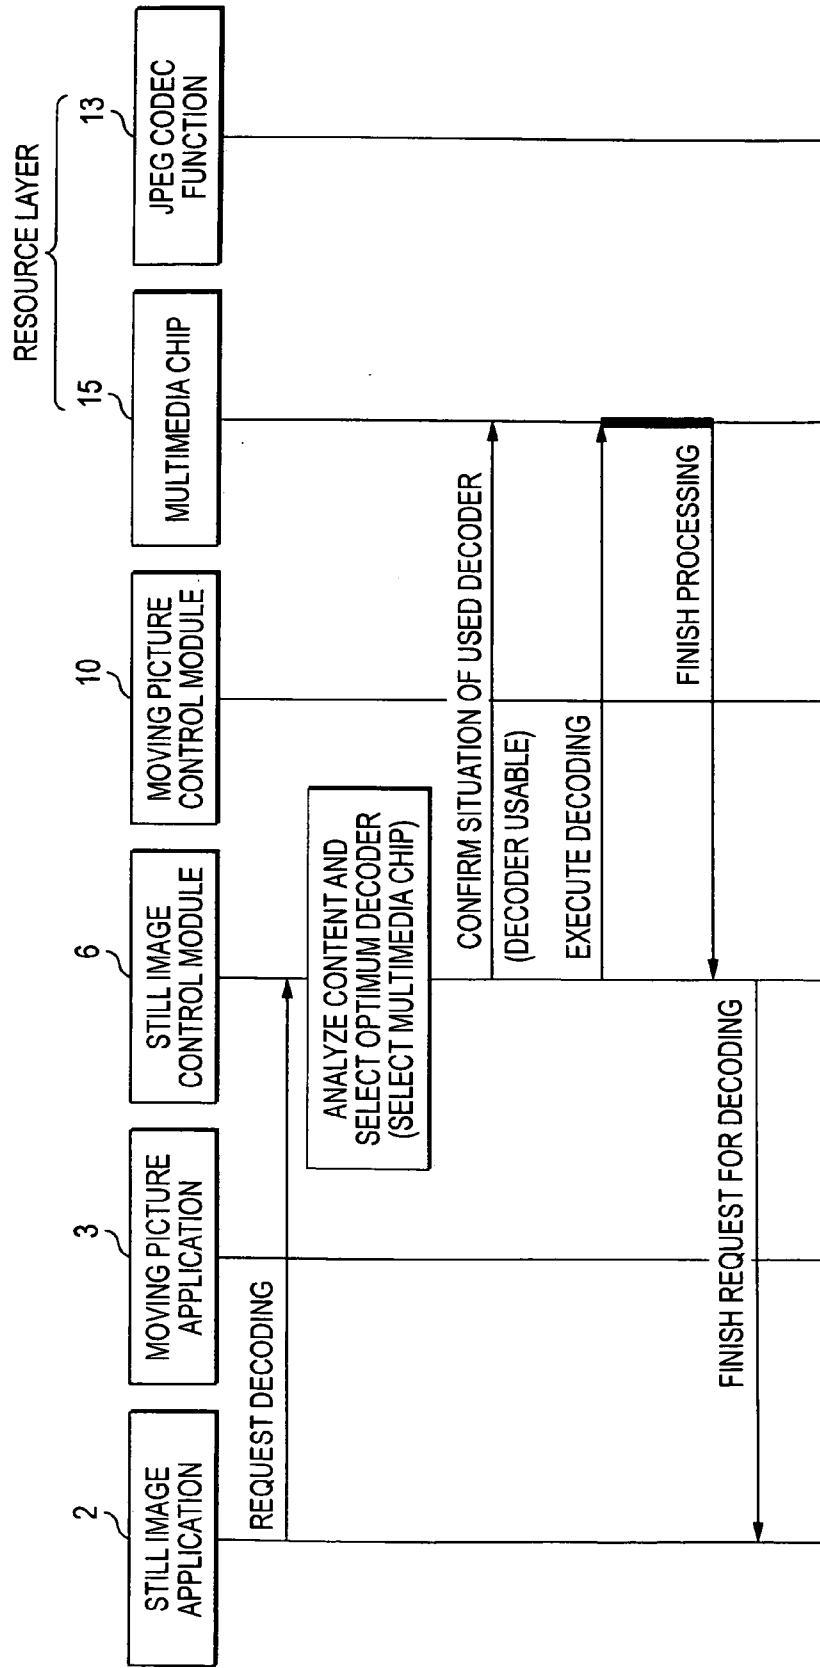 RESOURCE LAYER
2
3
6
10
15
13
STILL IMAGE
APPLICATION
MOVING PICTURE
APPLICATION
STILL IMAGE
CONTROL MODULE
MOVING PICTURE
CONTROL MODULE
MULTIMEDIA CHIP
JPEG CODEC
FUNCTION
REQUEST DECODING
ANALYZE CONTENT AND
SELECT OPTIMUM DECODER
(SELECT MULTIMEDIA CHIP)
CONFIRM SITUATION OF USED DECODER
(DECODER USABLE)
EXECUTE DECODING
FINISH PROCESSING
FINISH REQUEST FOR DECODING